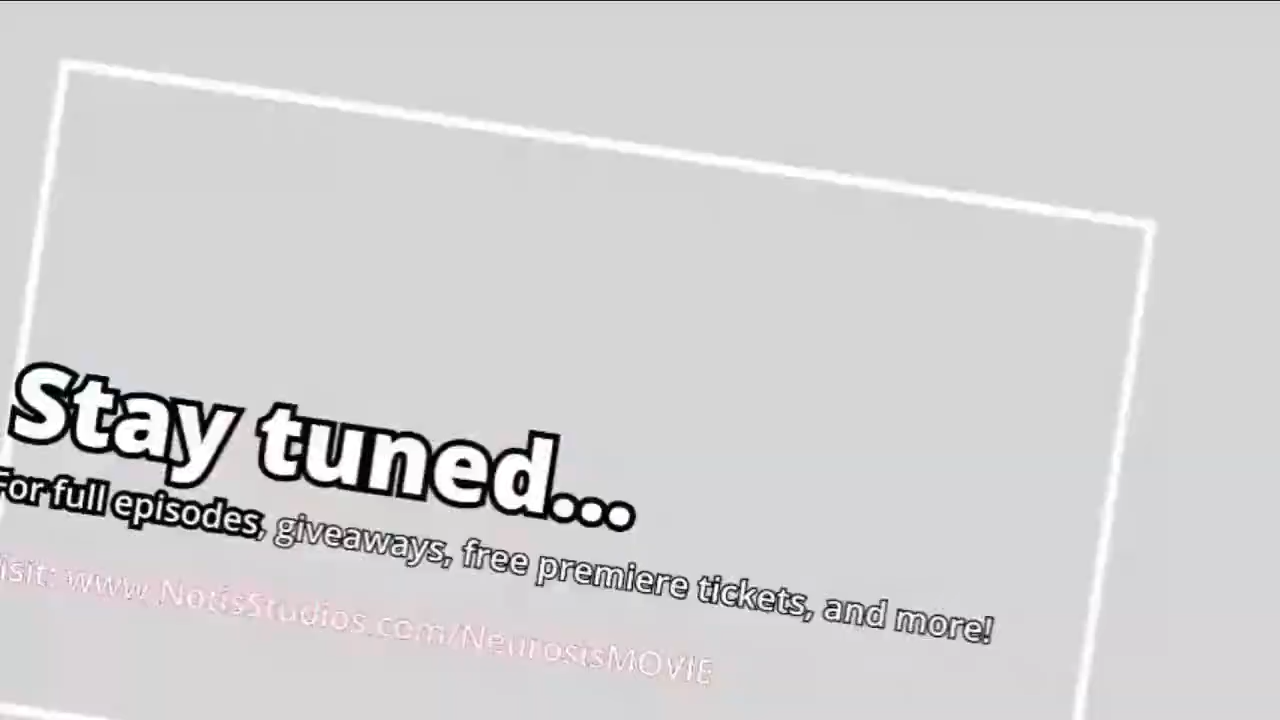 Stay tuned...
For full episodes, giveaways, free premiere tickets, and more!
isit: www.NotisStudios.com/NeurosisMOVIE